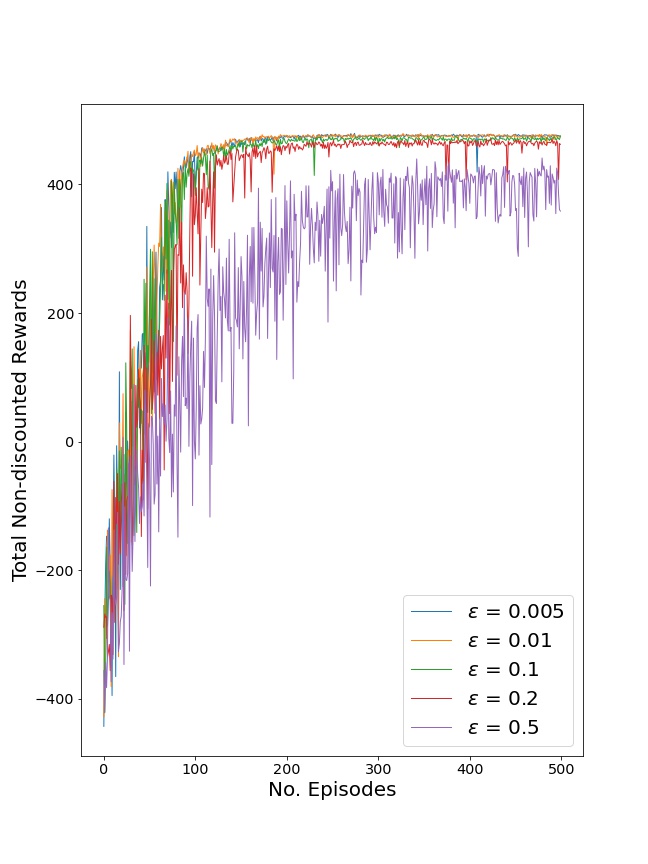 400
200
0
−200
−400
Total Non-discounted Rewards
ε = 0.005
ε = 0.01
ε = 0.1
ε = 0.2
ε = 0.5
0 100 200 300 400 500
No. Episodes